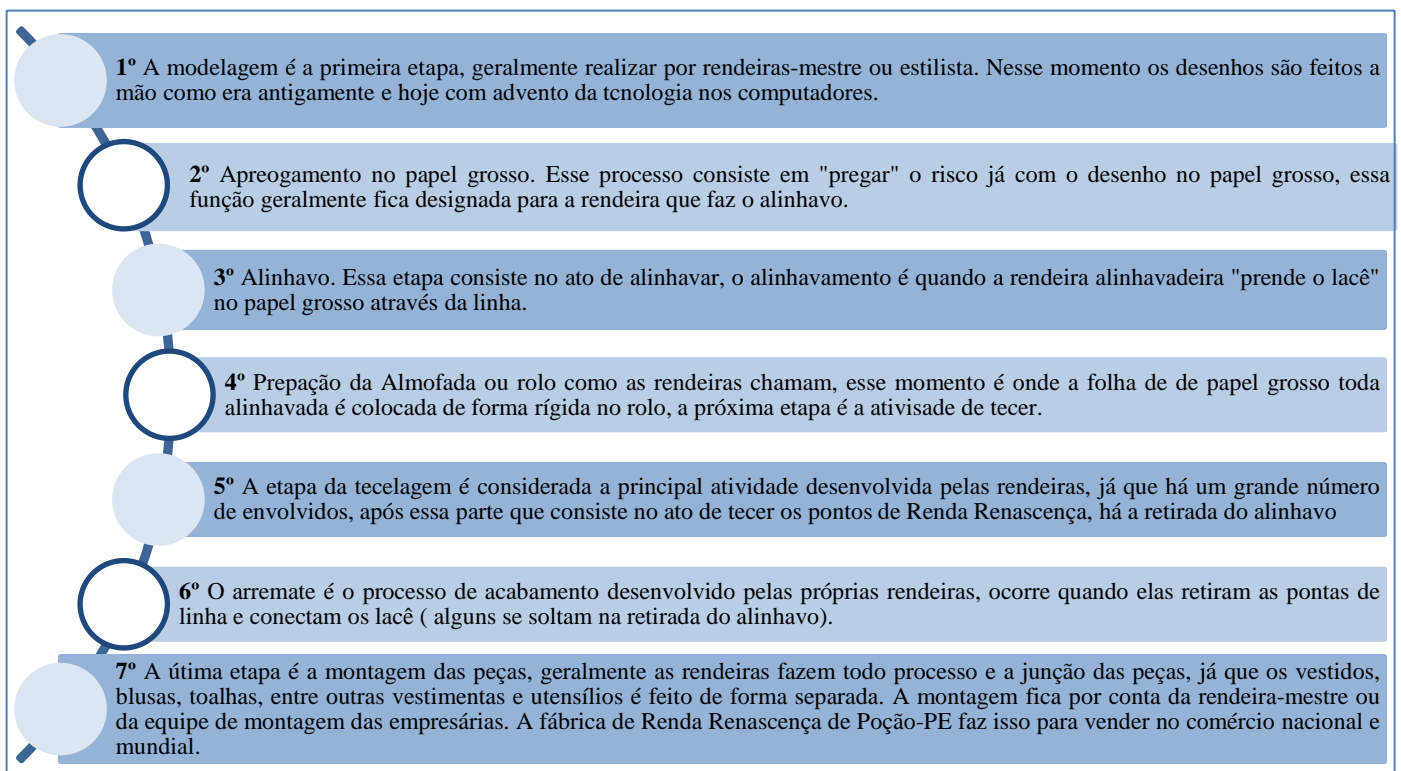 1º A modelagem é a primeira etapa, geralmente realizar por rendeiras-mestre ou estilista. Nesse momento os desenhos são feitos a
mão como era antigamente e hoje com advento da tcnologia nos computadores.
2º Apreogamento no papel grosso. Esse processo consiste em "pregar" o risco já com o desenho no papel grosso, essa
função geralmente fica designada para a rendeira que faz o alinhavo.
3º Alinhavo. Essa etapa consiste no ato de alinhavar, o alinhavamento é quando a rendeira alinhavadeira "prende o lacê"
no papel grosso através da linha.
4º Prepação da Almofada ou rolo como as rendeiras chamam, esse momento é onde a folha de de papel grosso toda
alinhavada é colocada de forma rígida no rolo, a próxima etapa é a ativisade de tecer.
5º A etapa da tecelagem é considerada a principal atividade desenvolvida pelas rendeiras, já que há um grande número
de envolvidos, após essa parte que consiste no ato de tecer os pontos de Renda Renascença, há a retirada do alinhavo
6º O arremate é o processo de acabamento desenvolvido pelas próprias rendeiras, ocorre quando elas retiram as pontas de
linha e conectam os lacê ( alguns se soltam na retirada do alinhavo).
7º A útima etapa é a montagem das peças, geralmente as rendeiras fazem todo processo e a junção das peças, já que os vestidos,
blusas, toalhas, entre outras vestimentas e utensílios é feito de forma separada. A montagem fica por conta da rendeira-mestre ou
da equipe de montagem das empresárias. A fábrica de Renda Renascença de Poção-PE faz isso para vender no comércio nacional e
mundial.